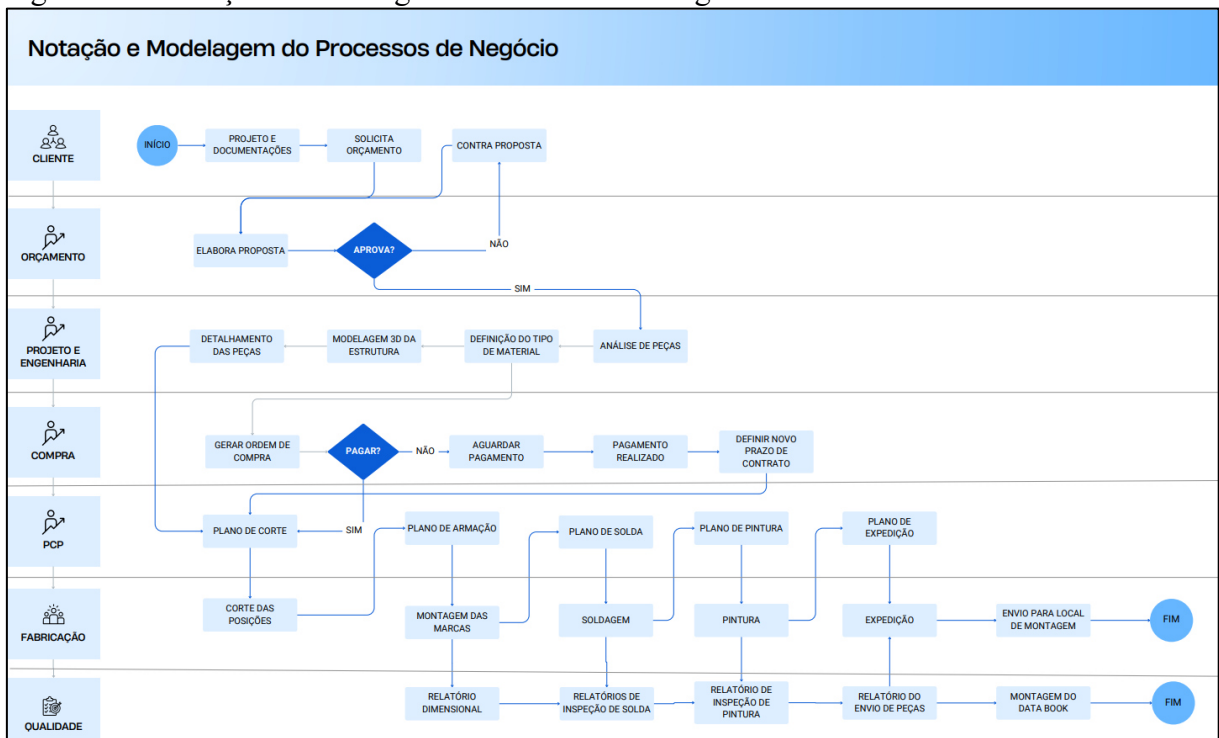 Notação e Modelagem do Processos de Negócio
CLIENTE
INÍCIO
PROJETO E
DOCUMENTAÇÕES
SOLICITA
ORÇAMENTO
CONTRA PROPOSTA
ORÇAMENTO
ELABORA PROPOSTA
APROVA?
NÃO
SIM
PROJETO E
ENGENHARIA
DETALHAMENTO
DAS PEÇAS
MODELAGEM 3D DA
ESTRUTURA
DEFINIÇÃO DO TIPO
DE MATERIAL
ANÁLISE DE PEÇAS
COMPRA
GERAR ORDEM DE
COMPRA
PAGAR?
NÃO
AGUARDAR
PAGAMENTO
PAGAMENTO
REALIZADO
DEFINIR NOVO
PRAZO DE
CONTRATO
PCP
PLANO DE CORTE
SIM
PLANO DE ARMAÇÃO
PLANO DE SOLDA
PLANO DE PINTURA
PLANO DE
EXPEDIÇÃO
FABRICAÇÃO
CORTE DAS
POSIÇÕES
MONTAGEM DAS
MARCAS
SOLDAGEM
PINTURA
EXPEDIÇÃO
ENVIO PARA LOCAL
DE MONTAGEM
FIM
QUALIDADE
RELATÓRIO
DIMENSIONAL
RELATÓRIOS DE
INSPEÇÃO DE SOLDA
RELATÓRIO DE
INSPEÇÃO DE
PINTURA
RELATÓRIO DO
ENVIO DE PEÇAS
MONTAGEM DO
DATA BOOK
FIM